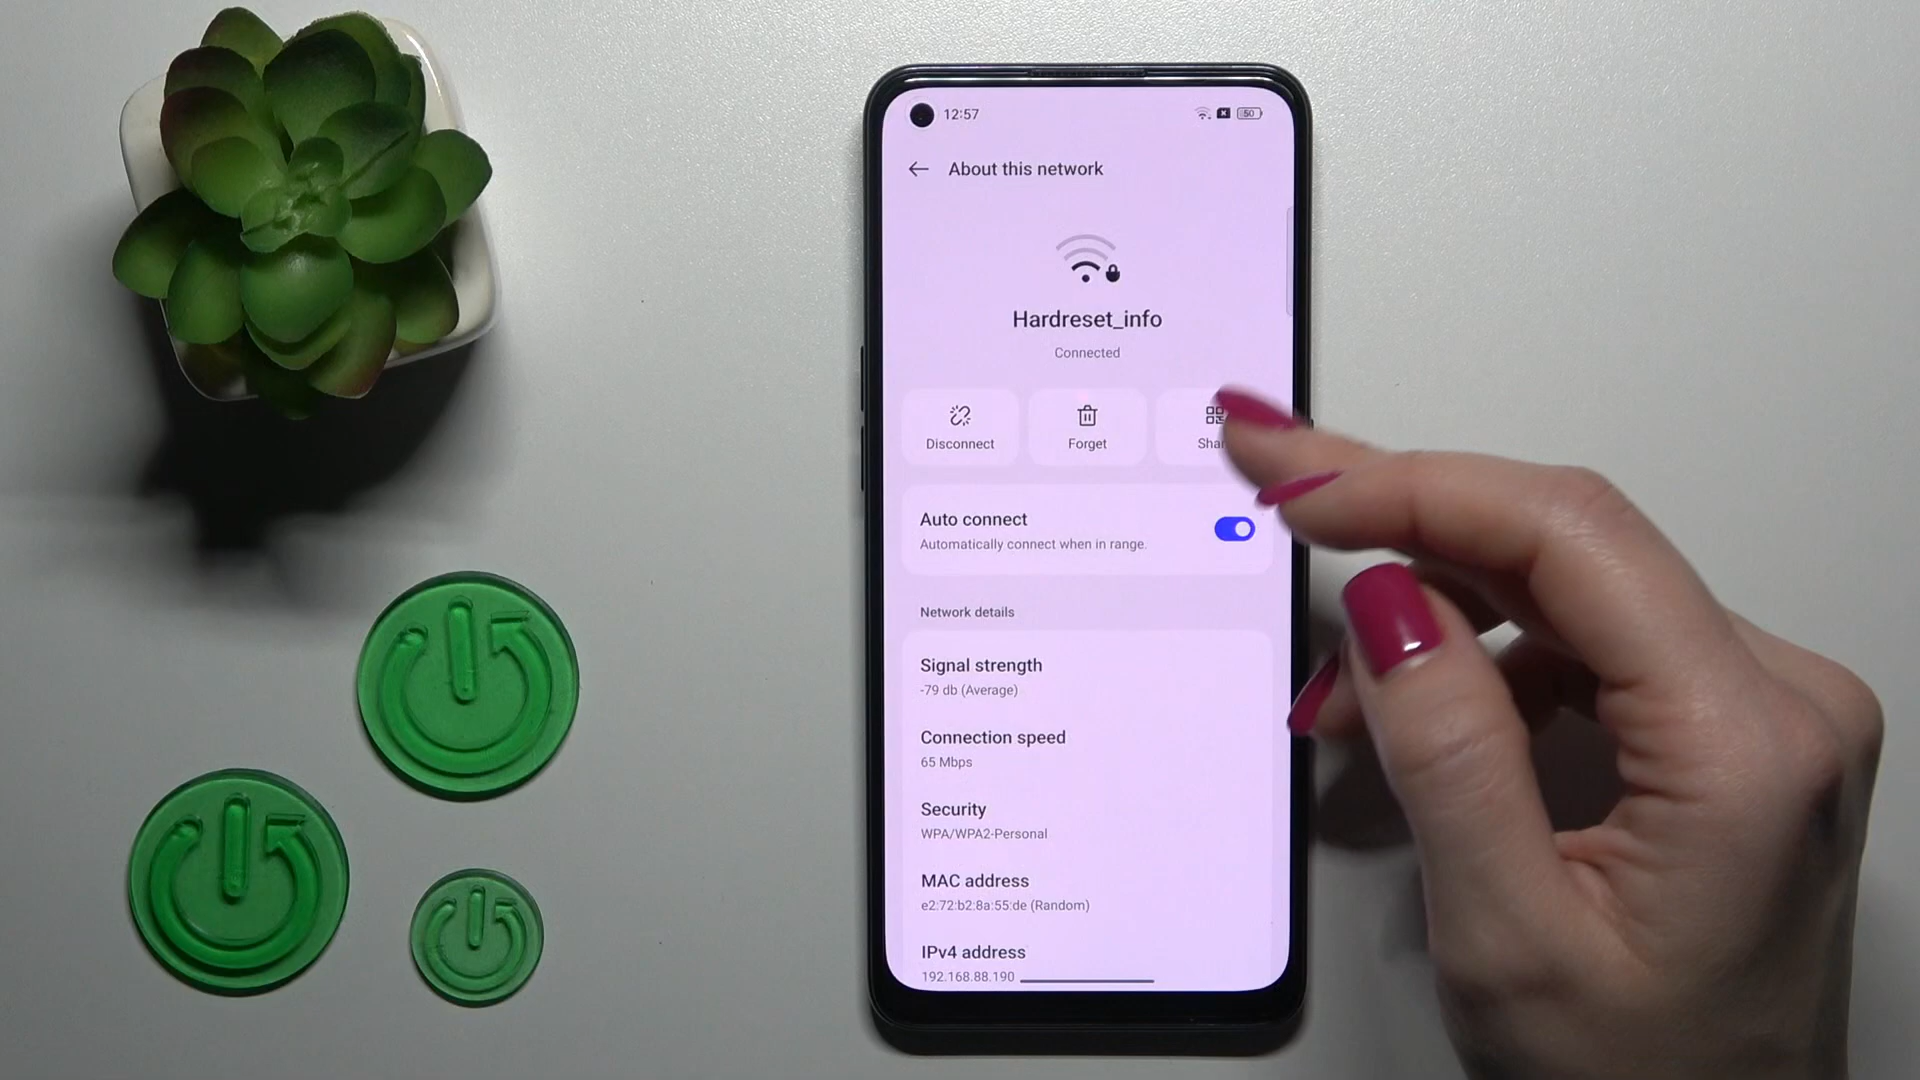 12:57
50
About this network
Hardreset_info
Connected
Disconnect
Forget
Auto connect
Automatically connect when in range.
Network details
Signal strength
-79 db (Average)
Connection speed
65 Mbps
Security
WPA/WPA2-Personal
MAC address
e2:72:b2:8a:55:de (Random)
IPv4 address
192.168.88.190